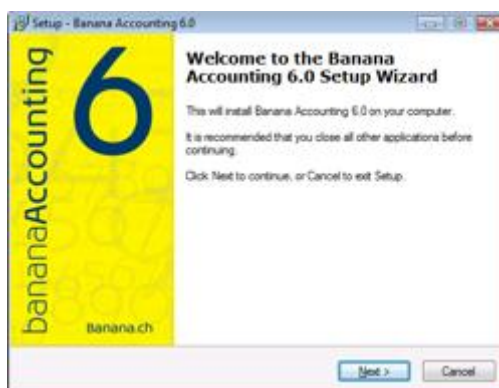 Setup - Banana Accounting 6.0
bananaAccounting
6
Banana.ch
Welcome to the Banana
Accounting 6.0 Setup Wizard
This will install Banana Accounting 6.0 on your computer.
It is recommended that you close all other applications before
continuing.
Click Next to continue, or Cancel to exit Setup.
Next >
Cancel